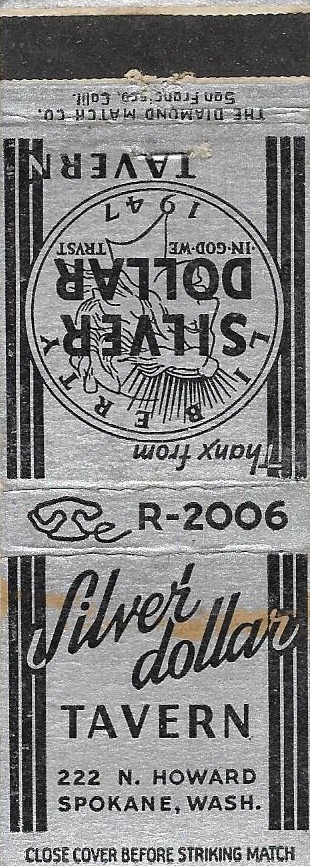 Thanx from
LIBERTY
SILVER
DOLLAR
·IN·GOD·WE
TRVST
1947
TAVERN
THE DIAMOND MATCH CO.
San Francisco, Calif.
R-2006
Silver
dollar
TAVERN
222 N. HOWARD
SPOKANE, WASH.
CLOSE COVER BEFORE STRIKING MATCH